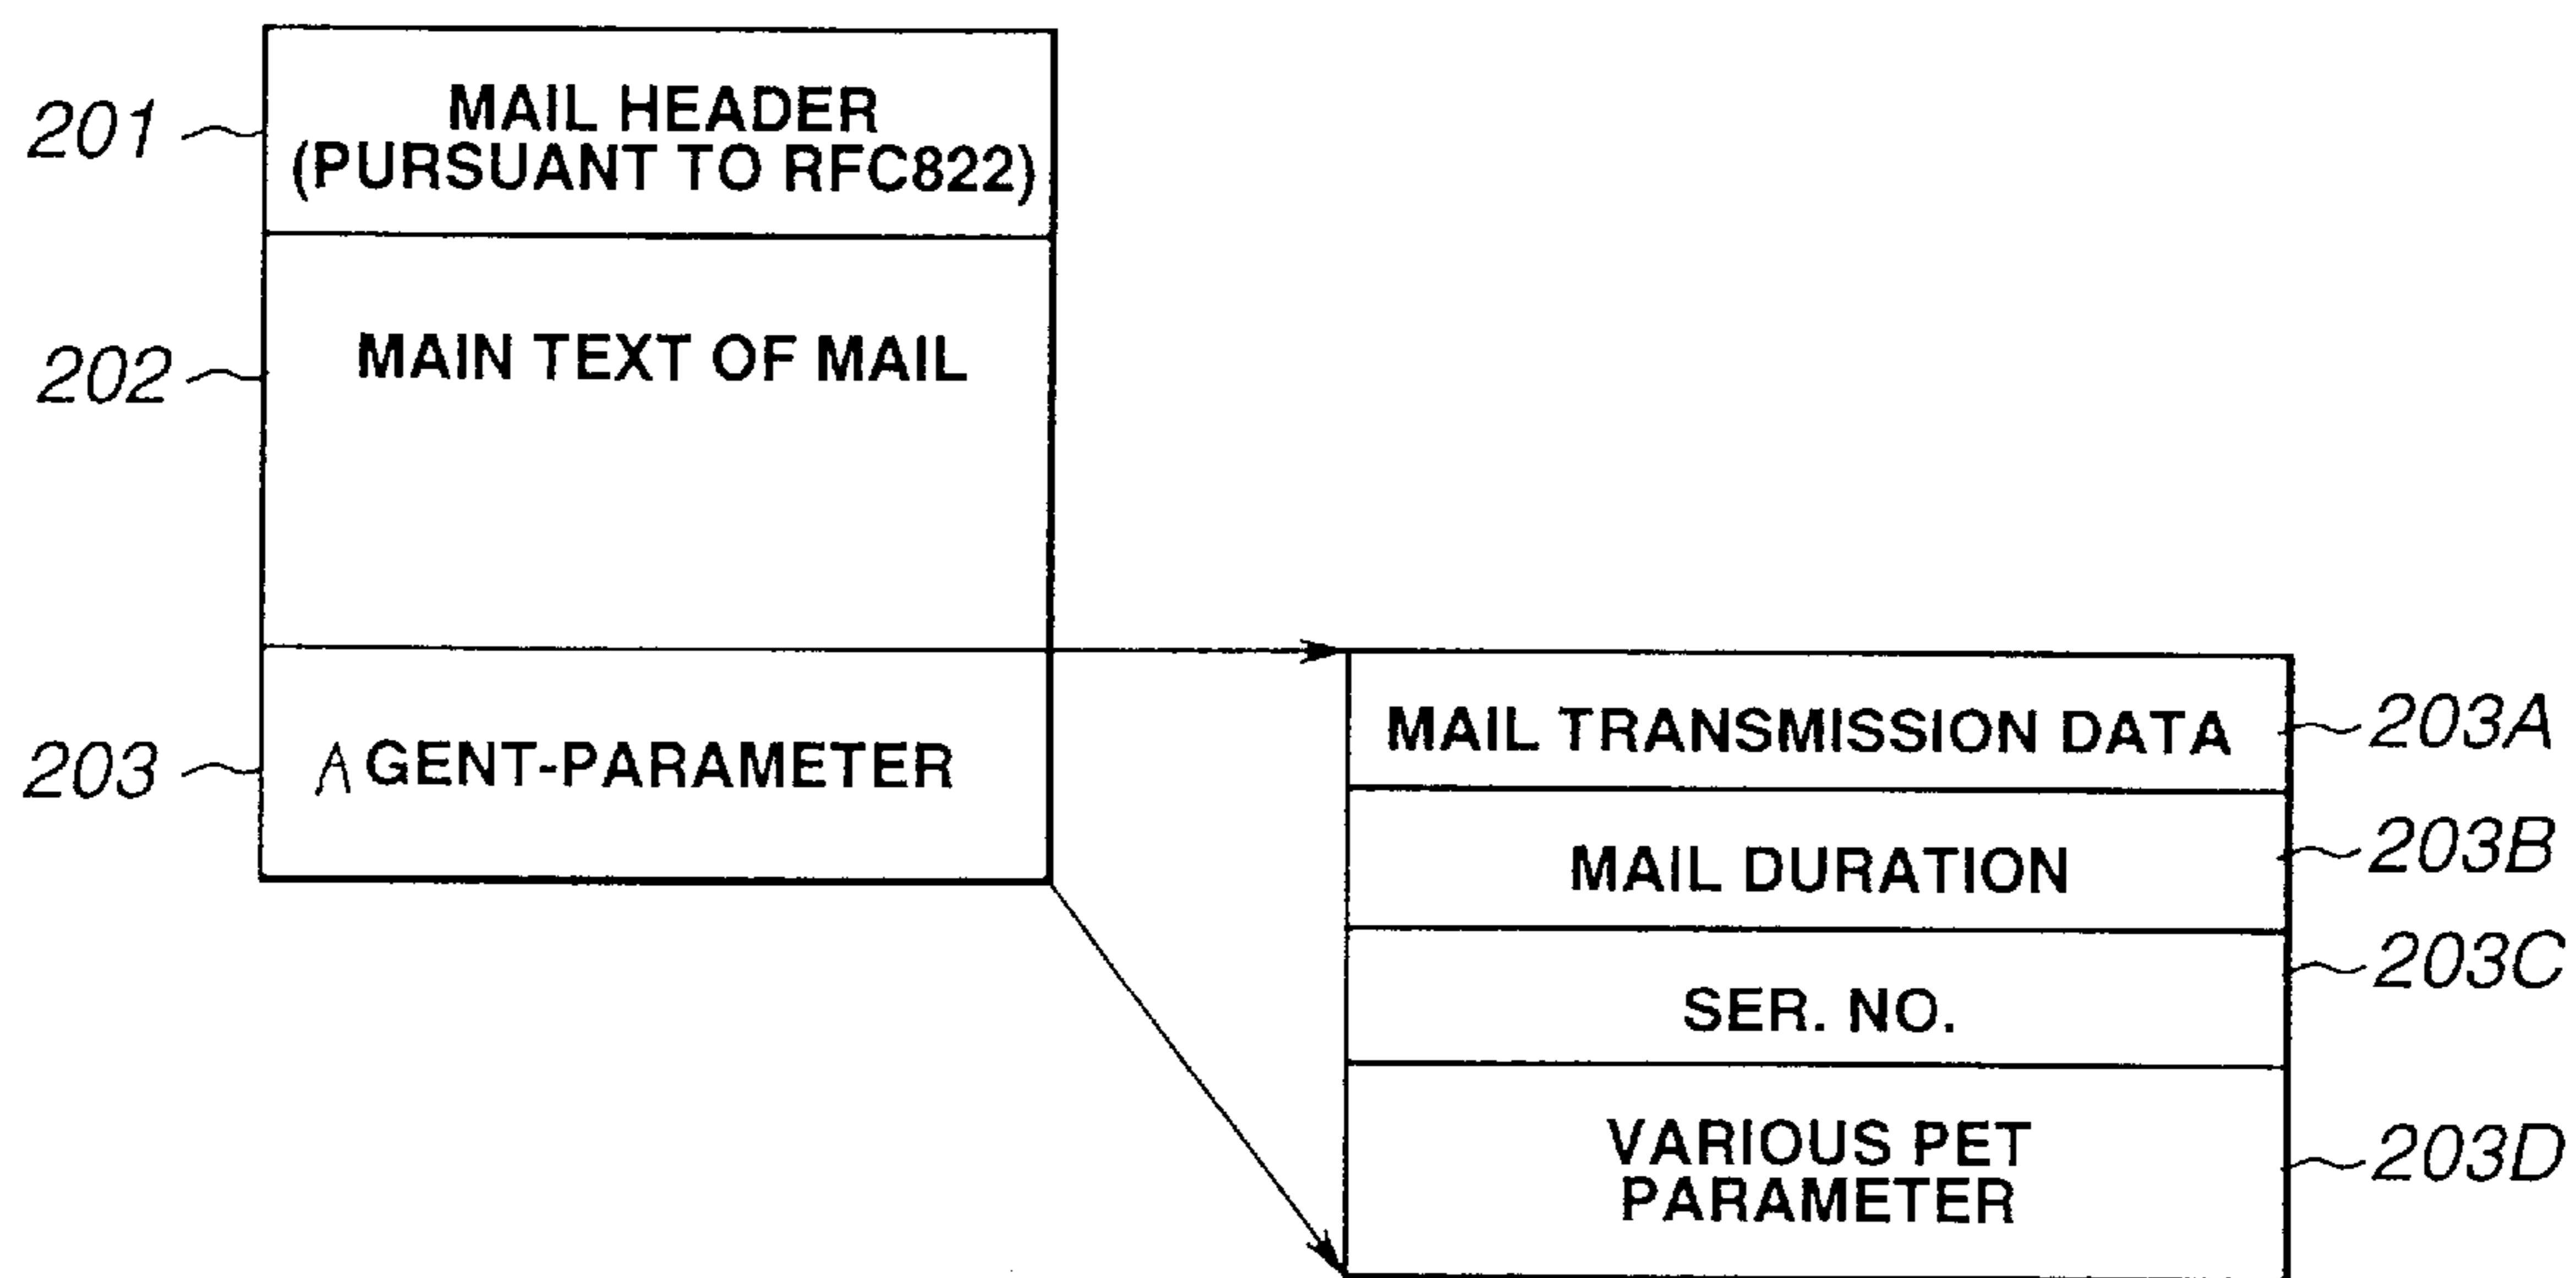 201
MAIL HEADER
(PURSUANT TO RFC822)
202
MAIN TEXT OF MAIL
203
AGENT-PARAMETER
MAIL TRANSMISSION DATA
203A
MAIL DURATION
203B
SER. NO.
203C
VARIOUS PET
PARAMETER
203D